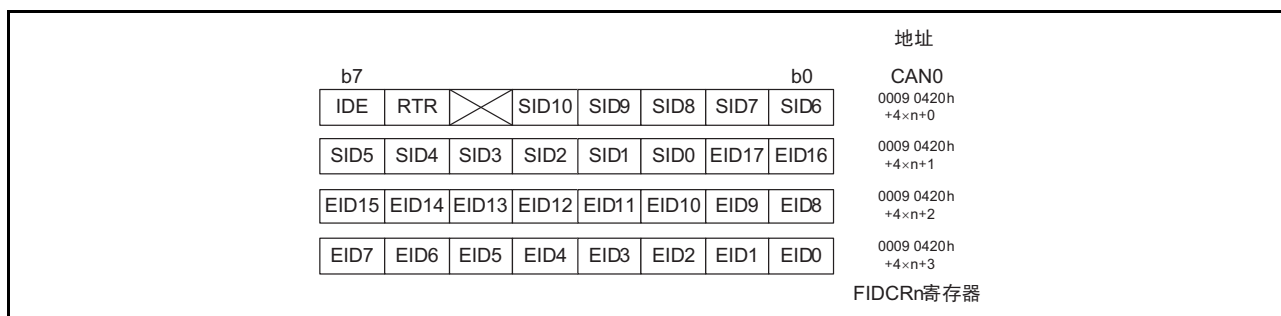 地址
b7 b0 CAN0
IDE RTR SID10 SID9 SID8 SID7 SID6 0009 0420h
+4×n+0
SID5 SID4 SID3 SID2 SID1 SID0 EID17 EID16 0009 0420h
+4×n+1
EID15 EID14 EID13 EID12 EID11 EID10 EID9 EID8 0009 0420h
+4×n+2
EID7 EID6 EID5 EID4 EID3 EID2 EID1 EID0 0009 0420h
+4×n+3
FIDCRn寄存器